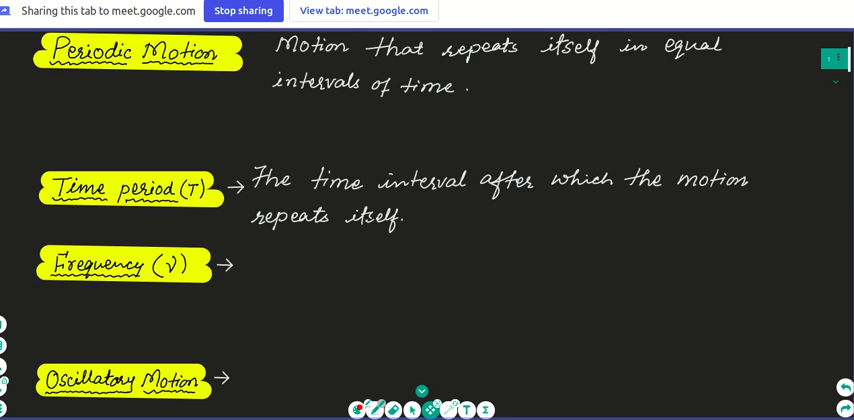 Sharing this tab to meet.google.com Stop sharing View tab: meet.google.com
Periodic Motion Motion that repeats itself in equal
intervals of time.
1
Time period (T) → The time interval after which the motion
repeats itself.
Frequency (ν) →
Oscillatory Motion →
T Σ